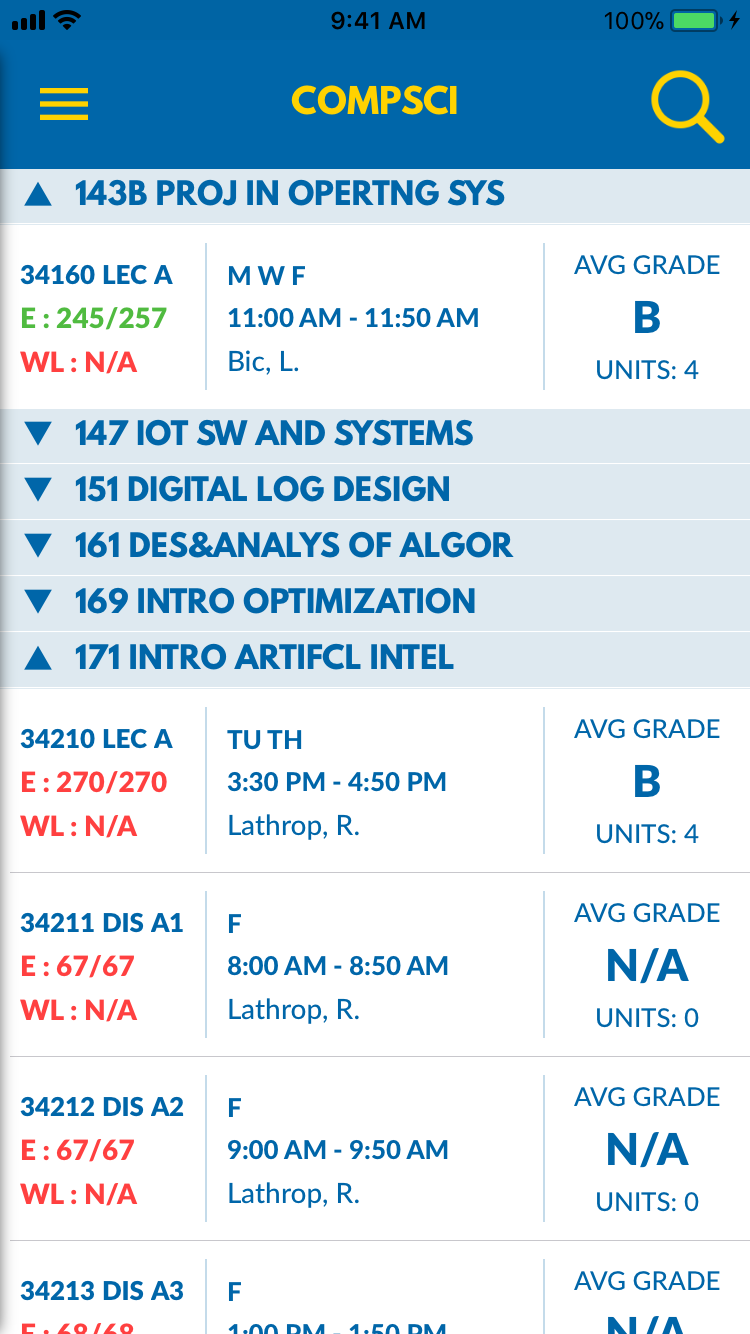 9:41 AM 100%
COMPSCI
143B PROJ IN OPERTNG SYS
34160 LEC A
E : 245/257
WL : N/A
M W F
11:00 AM - 11:50 AM
Bic, L.
AVG GRADE
B
UNITS: 4
147 IOT SW AND SYSTEMS
151 DIGITAL LOG DESIGN
161 DES&ANALYS OF ALGOR
169 INTRO OPTIMIZATION
171 INTRO ARTIFCL INTEL
34210 LEC A
E : 270/270
WL : N/A
TU TH
3:30 PM - 4:50 PM
Lathrop, R.
AVG GRADE
B
UNITS: 4
34211 DIS A1
E : 67/67
WL : N/A
F
8:00 AM - 8:50 AM
Lathrop, R.
AVG GRADE
N/A
UNITS: 0
34212 DIS A2
E : 67/67
WL : N/A
F
9:00 AM - 9:50 AM
Lathrop, R.
AVG GRADE
N/A
UNITS: 0
34213 DIS A3
E : 68/68
F
1:00 PM - 1:50 PM
AVG GRADE
N/A